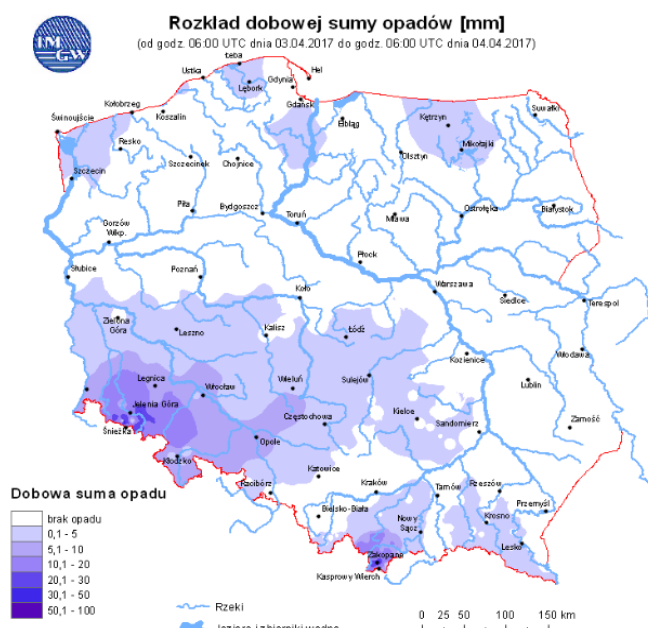 Rozkład dobowej sumy opadów [mm]
(od godz. 06:00 UTC dnia 03.04.2017 do godz. 06:00 UTC dnia 04.04.2017)
IM
GW
Łeba
Ustka
Hel
Lębork
Gdynia
Gdańsk
Kołobrzeg
Koszalin
Świnoujście
Resko
Szczecinek
Chojnice
Elbląg
Kętrzyn
Suwałki
Mikołajki
Olsztyn
Szczecin
Piła
Bydgoszcz
Toruń
Mława
Ostrołęka
Białystok
Gorzów
Wlkp.
Płock
Słubice
Poznań
Koło
Warszawa
Siedlce
Terespol
Zielona
Góra
Leszno
Kalisz
Łódź
Kozienice
Włodawa
Legnica
Wrocław
Wieluń
Sulejów
Lublin
Jelenia Góra
Śnieżka
Częstochowa
Kielce
Sandomierz
Zamość
Opole
Kłodzko
Racibórz
Katowice
Kraków
Tarnów
Rzeszów
Przemyśl
Bielsko-Biała
Nowy
Sącz
Krosno
Lesko
Zakopane
Kasprowy Wierch
Dobowa suma opadu
brak opadu
0,1 - 5
5,1 - 10
10,1 - 20
20,1 - 30
30,1 - 50
50,1 - 100
Rzeki
Jeziora i zbiorniki wodne
0 25 50 100 150 km